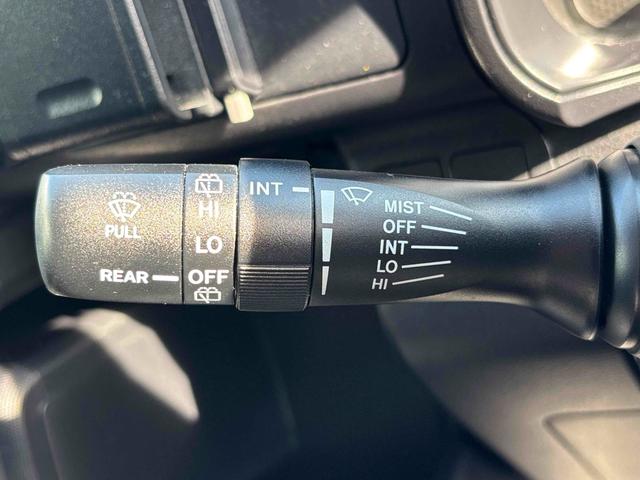 PULL
REAR
HI
LO
OFF
INT
MIST
OFF
INT
LO
HI